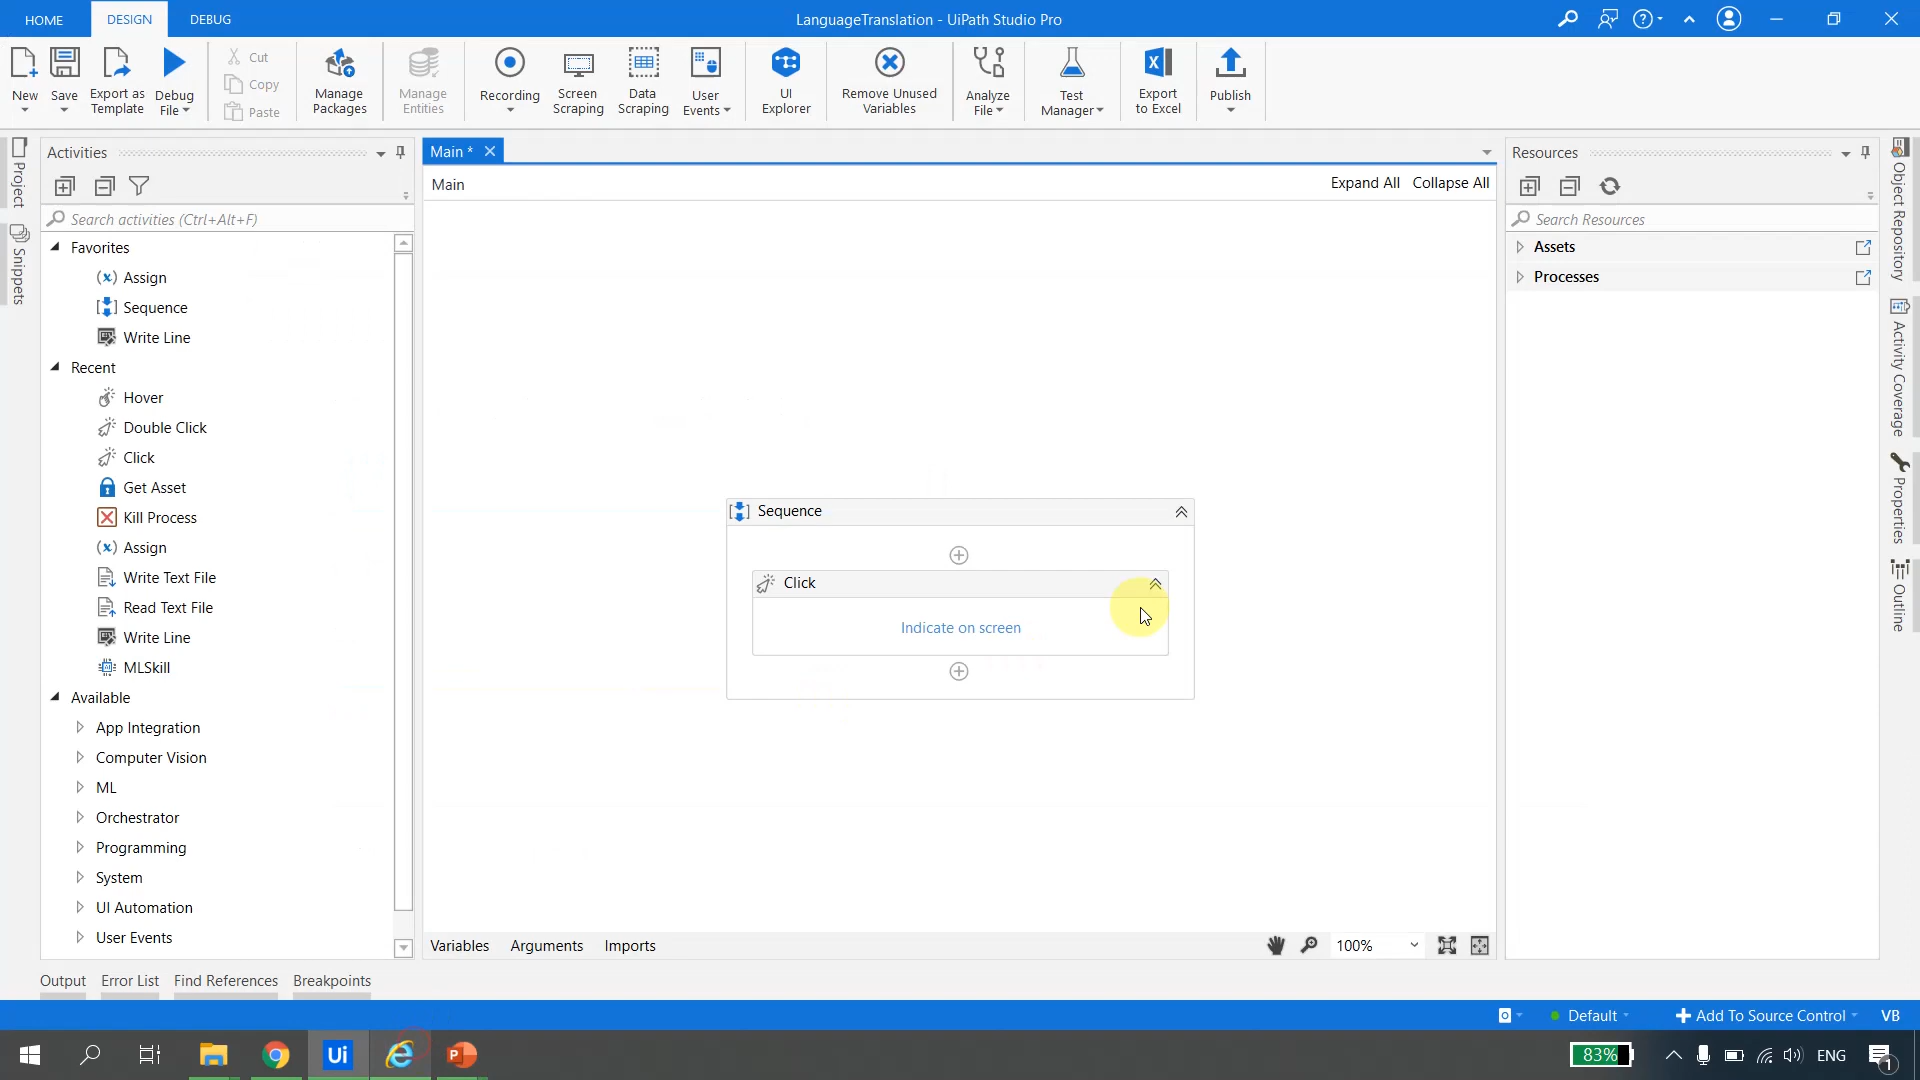 HOME
DESIGN
DEBUG
LanguageTranslation - UiPath Studio Pro
New
Save
Export as
Template
Debug
File
Cut
Copy
Paste
Manage
Packages
Manage
Entities
Recording
Screen
Scraping
Data
Scraping
User
Events
UI
Explorer
Remove Unused
Variables
Analyze
File
Test
Manager
Export
to Excel
Publish
Project
Snippets
Activities
Search activities (Ctrl+Alt+F)
Favorites
Assign
Sequence
Write Line
Recent
Hover
Double Click
Click
Get Asset
Kill Process
Assign
Write Text File
Read Text File
Write Line
MLSkill
Available
App Integration
Computer Vision
ML
Orchestrator
Programming
System
UI Automation
User Events
Main *
Main
Expand All
Collapse All
Sequence
Click
Indicate on screen
Variables
Arguments
Imports
100%
Resources
Search Resources
Assets
Processes
Object Repository
Activity Coverage
Properties
Outline
Output
Error List
Find References
Breakpoints
Default
Add To Source Control
VB
Ui
83%
ENG
1